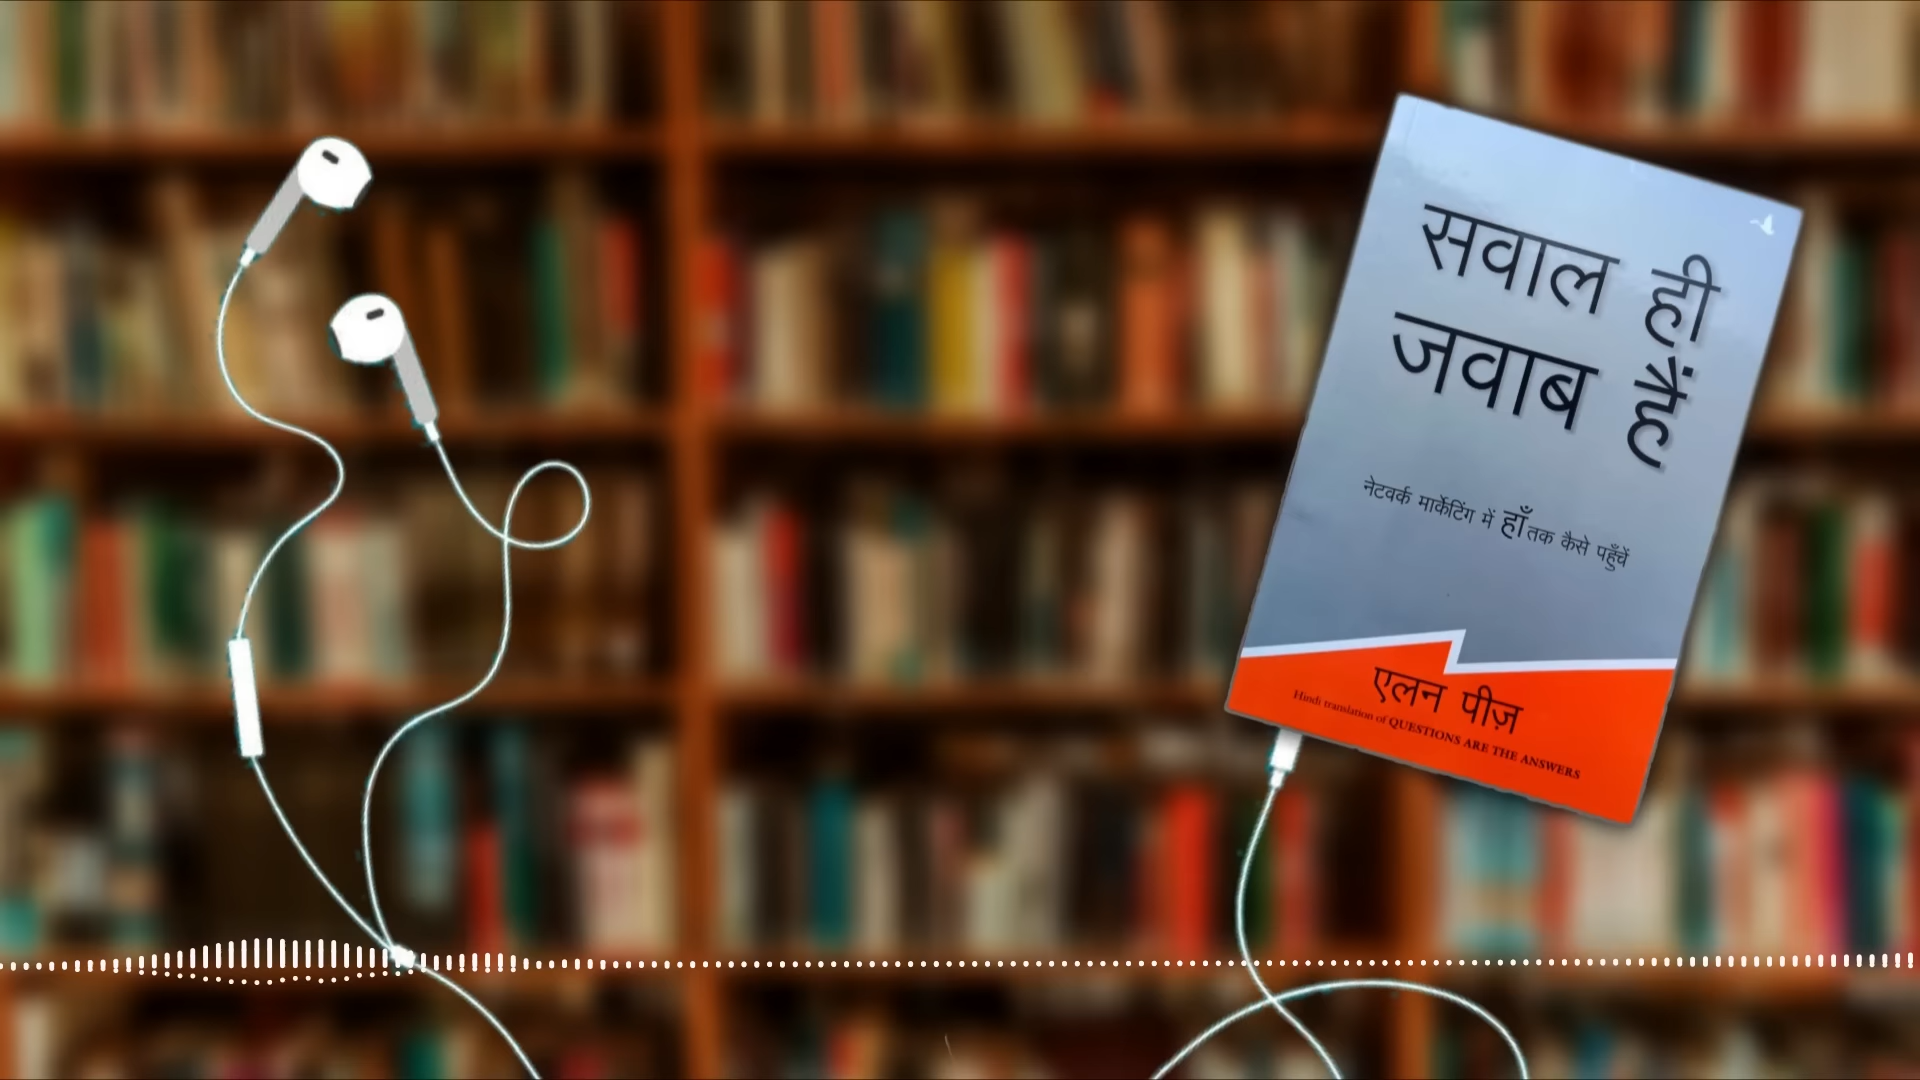 सवाल ही
जवाब हैं
नेटवर्क मार्केटिंग में हाँ तक कैसे पहुँचें
एलन पीज़
Hindi translation of QUESTIONS ARE THE ANSWERS